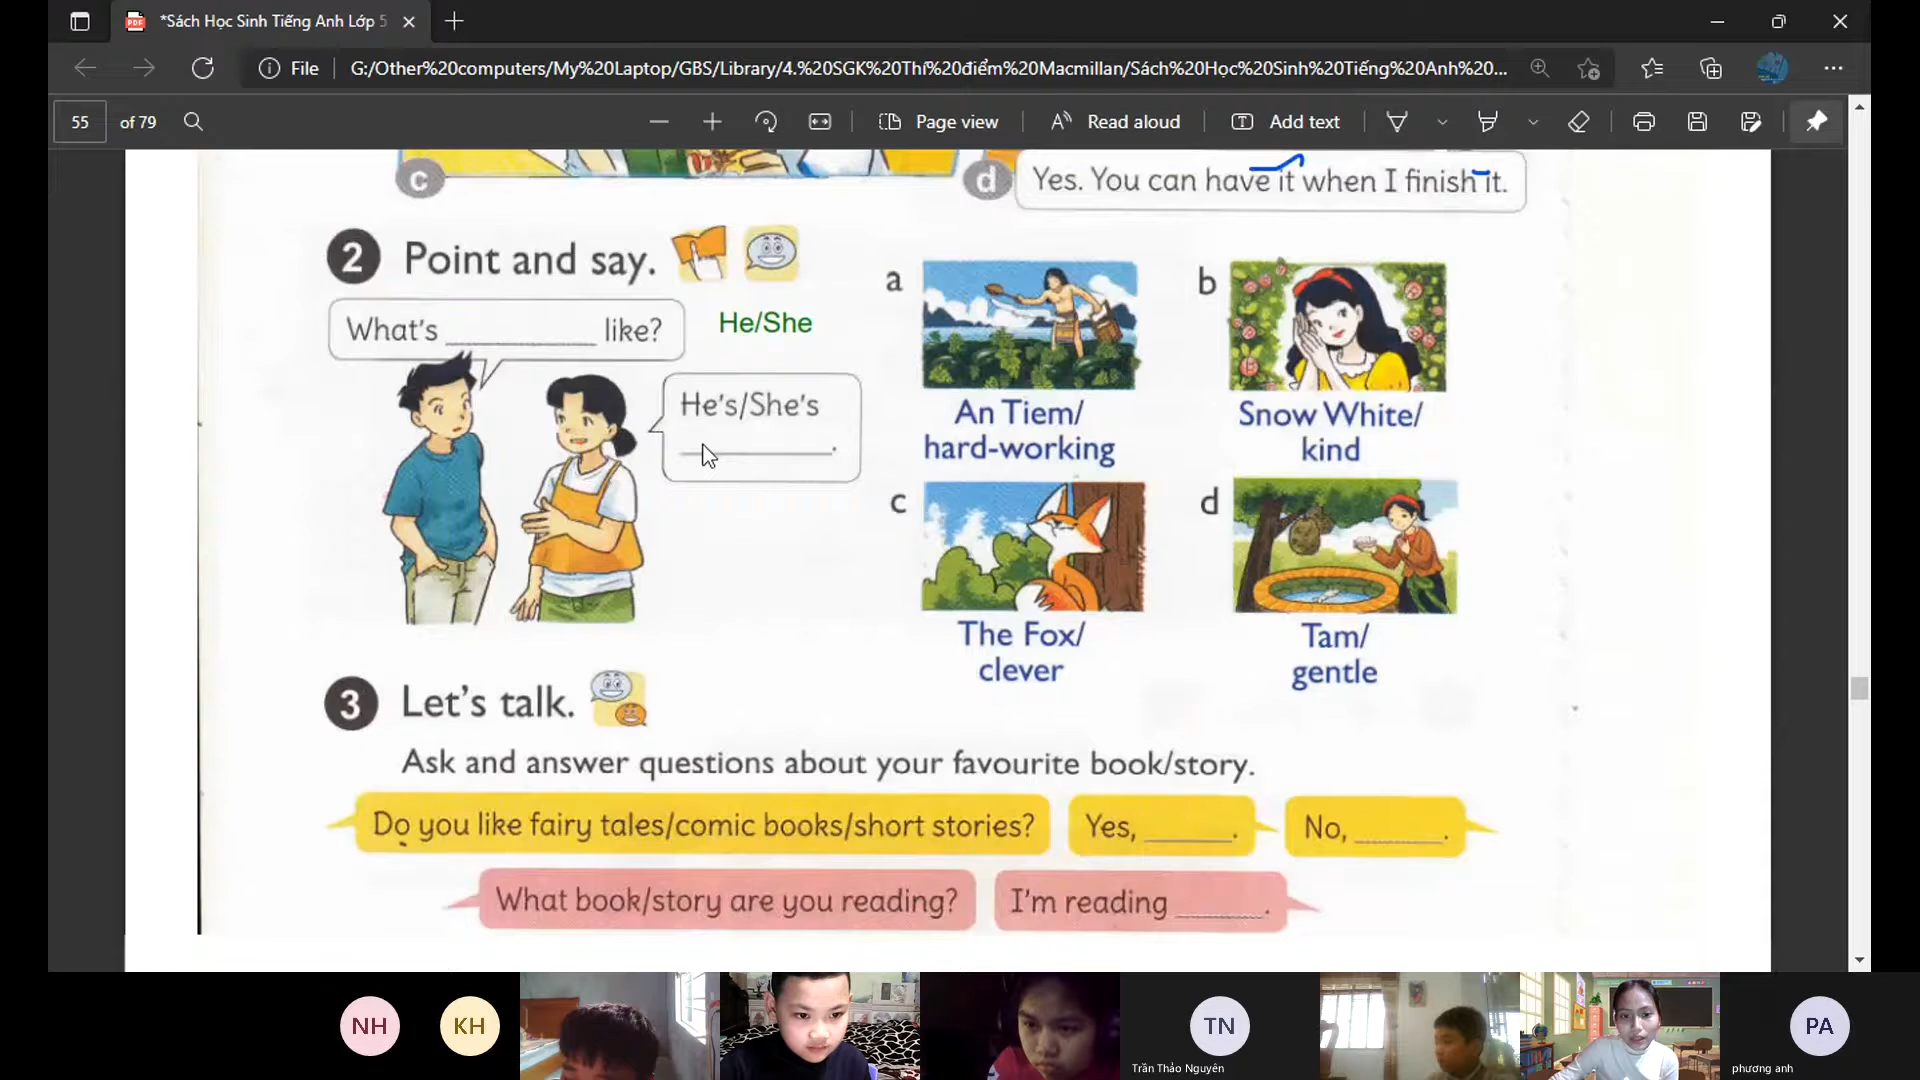 *Sách Học Sinh Tiếng Anh Lớp 5
File
G:/Other%20computers/My%20Laptop/GBS/Library/4.%20SGK%20Thí%20điểm%20Macmillan/Sách%20Học%20Sinh%20Tiếng%20Anh%20...
55 of 79
Page view
Read aloud
Add text
c
d
Yes. You can have it when I finish it.
2 Point and say.
What's ________ like?
He/She
He's/She's
________.
a
An Tiem/
hard-working
b
Snow White/
kind
c
The Fox/
clever
d
Tam/
gentle
3 Let's talk.
Ask and answer questions about your favourite book/story.
Do you like fairy tales/comic books/short stories?
Yes, ______.
No, ______.
What book/story are you reading?
I'm reading ______.
NH
KH
TN
Trần Thảo Nguyên
PA
phương anh